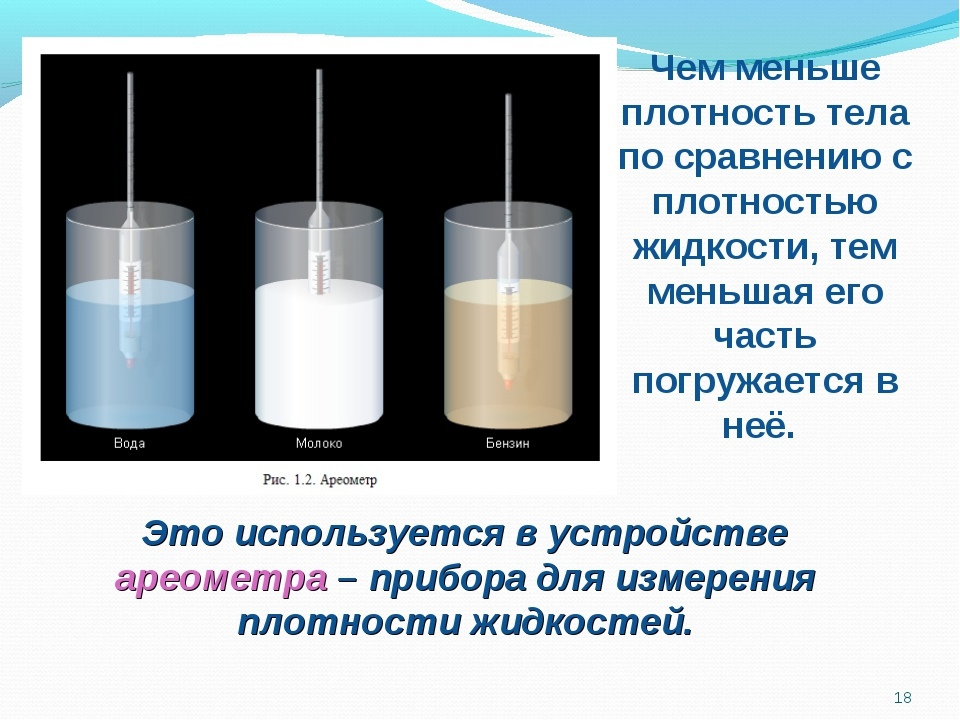 Чем меньше
плотность тела
по сравнению с
плотностью
жидкости, тем
меньшая его
часть
погружается в
неё.
Вода
Молоко
Бензин
Рис. 1.2. Ареометр
Это используется в устройстве
ареометра – прибора для измерения
плотности жидкостей.
18